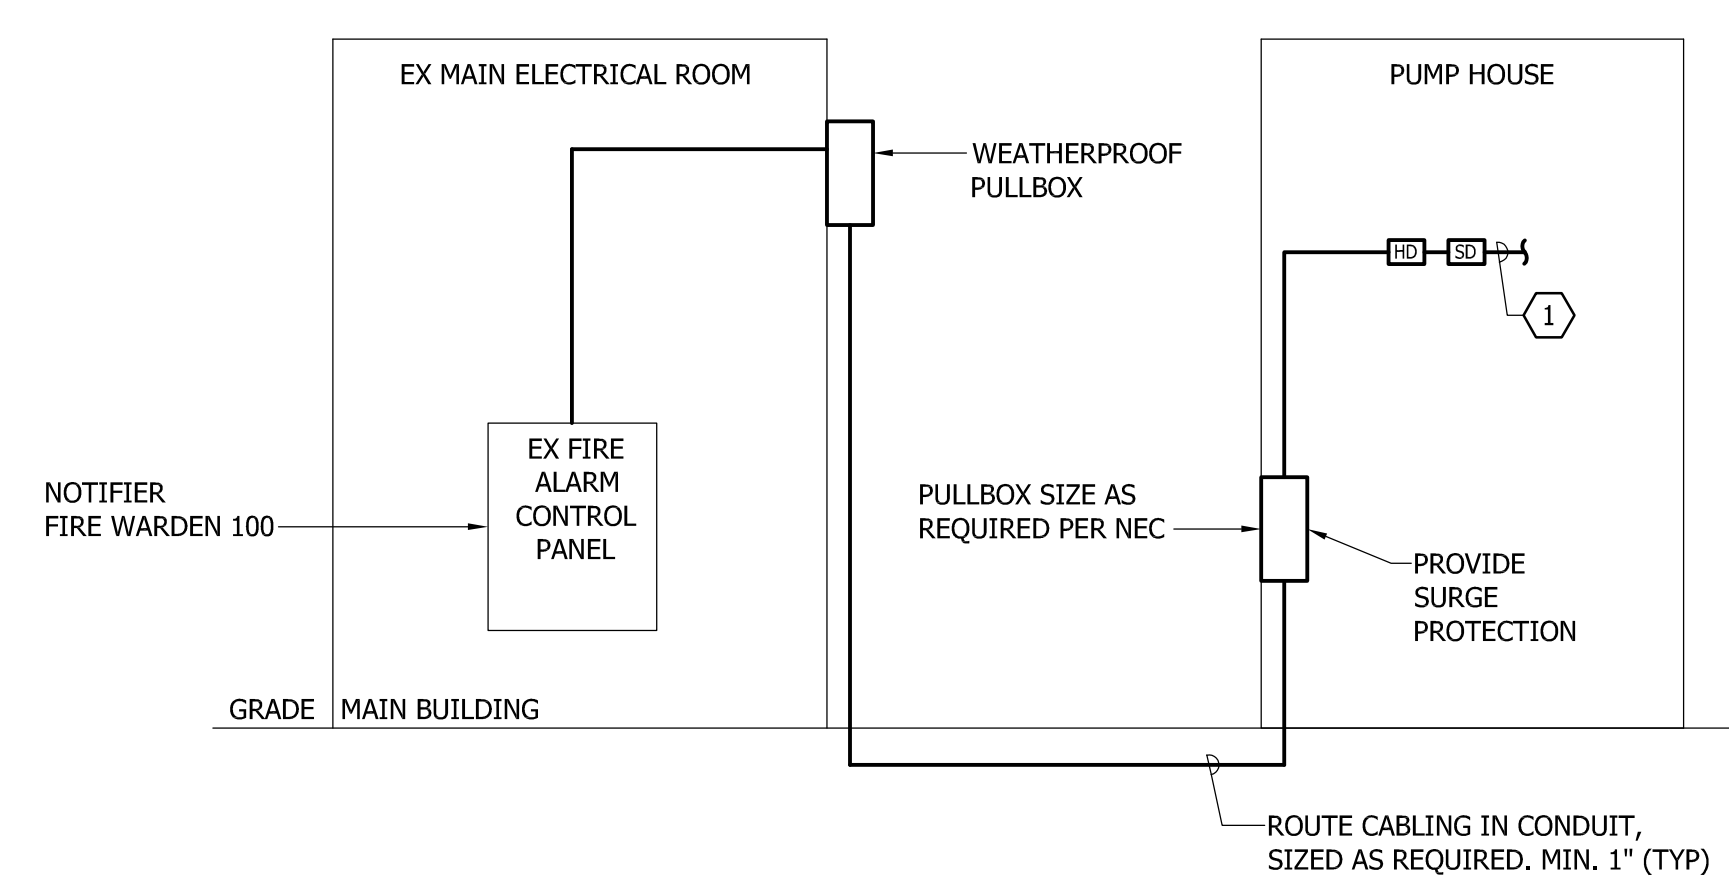 EX MAIN ELECTRICAL ROOM
PUMP HOUSE
WEATHERPROOF
PULLBOX
HD
SD
1
EX FIRE
ALARM
CONTROL
PANEL
NOTIFIER
FIRE WARDEN 100
PULLBOX SIZE AS
REQUIRED PER NEC
PROVIDE
SURGE
PROTECTION
GRADE
MAIN BUILDING
ROUTE CABLING IN CONDUIT,
SIZED AS REQUIRED. MIN. 1" (TYP)